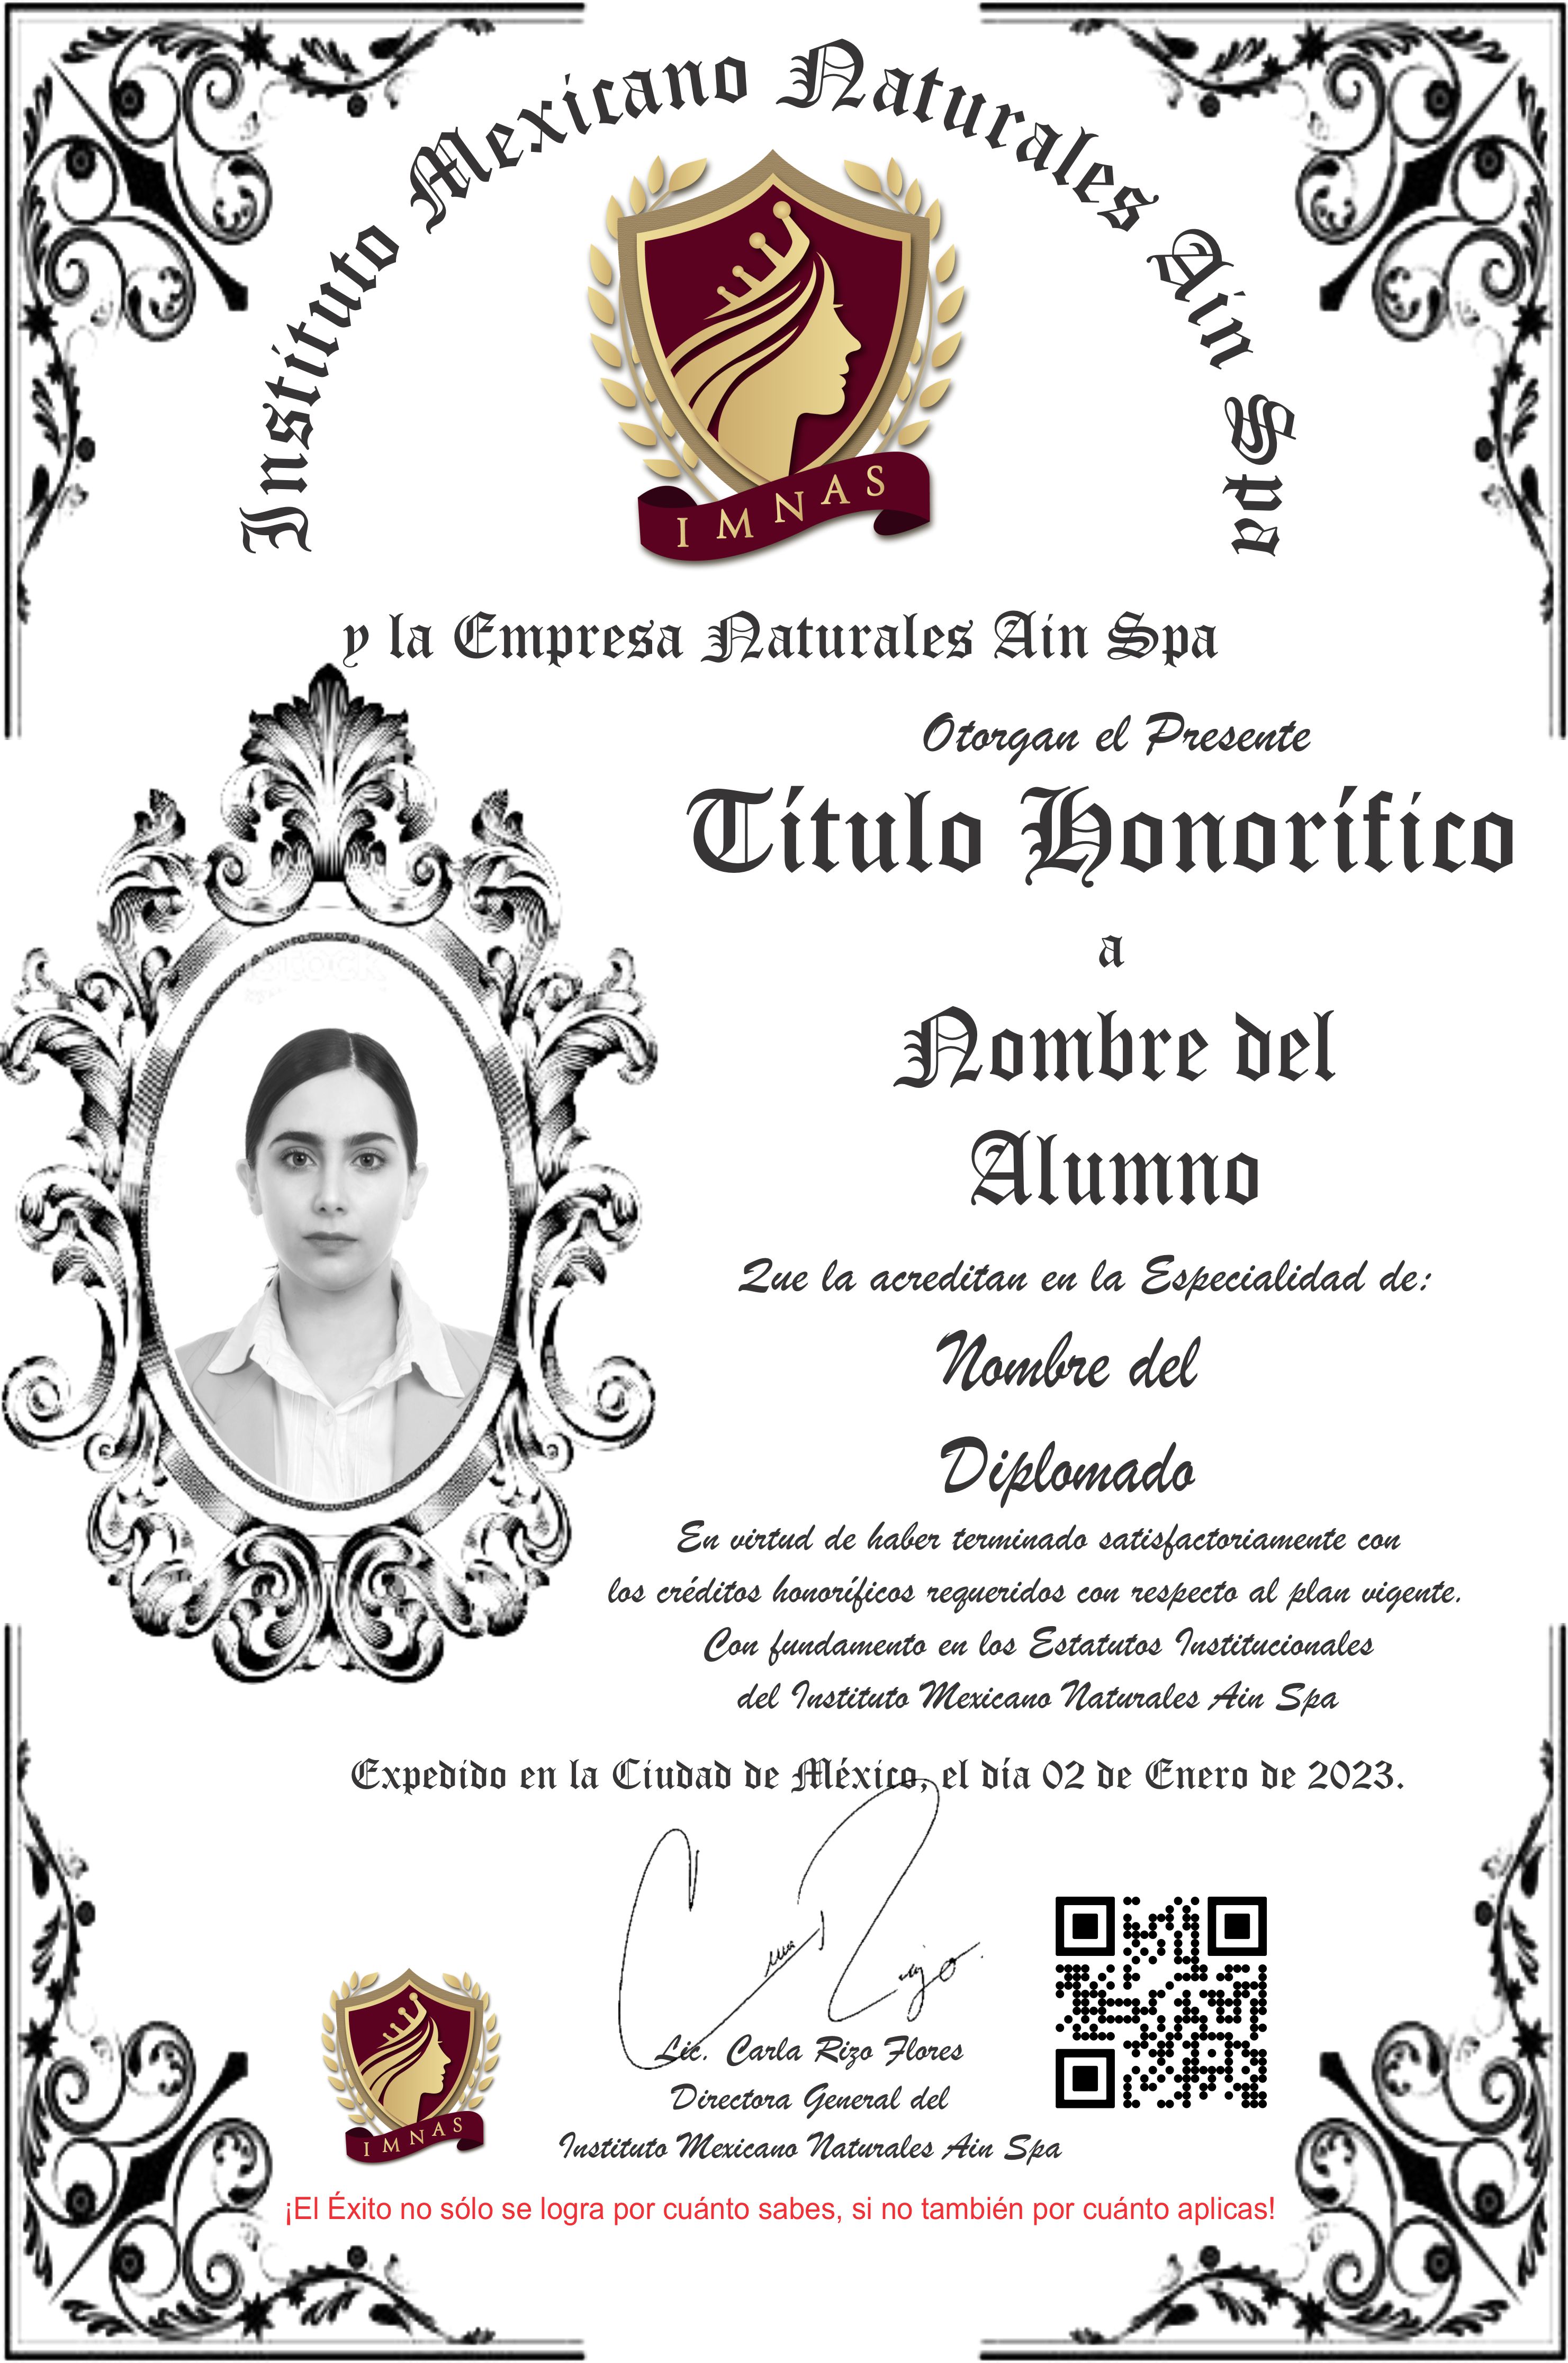 Instituto Mexicano Naturales Ain Spa
IMNAS
y la Empresa Naturales Ain Spa
Otorgan el Presente
Título Honorífico
a
Nombre del
Alumno
Que la acreditan en la Especialidad de:
Nombre del
Diplomado
En virtud de haber terminado satisfactoriamente con
los créditos honoríficos requeridos con respecto al plan vigente.
Con fundamento en los Estatutos Institucionales
del Instituto Mexicano Naturales Ain Spa
Expedido en la Ciudad de México, el día 02 de Enero de 2023.
Lic. Carla Rizo Flores
Directora General del
Instituto Mexicano Naturales Ain Spa
IMNAS
¡El Éxito no sólo se logra por cuánto sabes, si no también por cuánto aplicas!